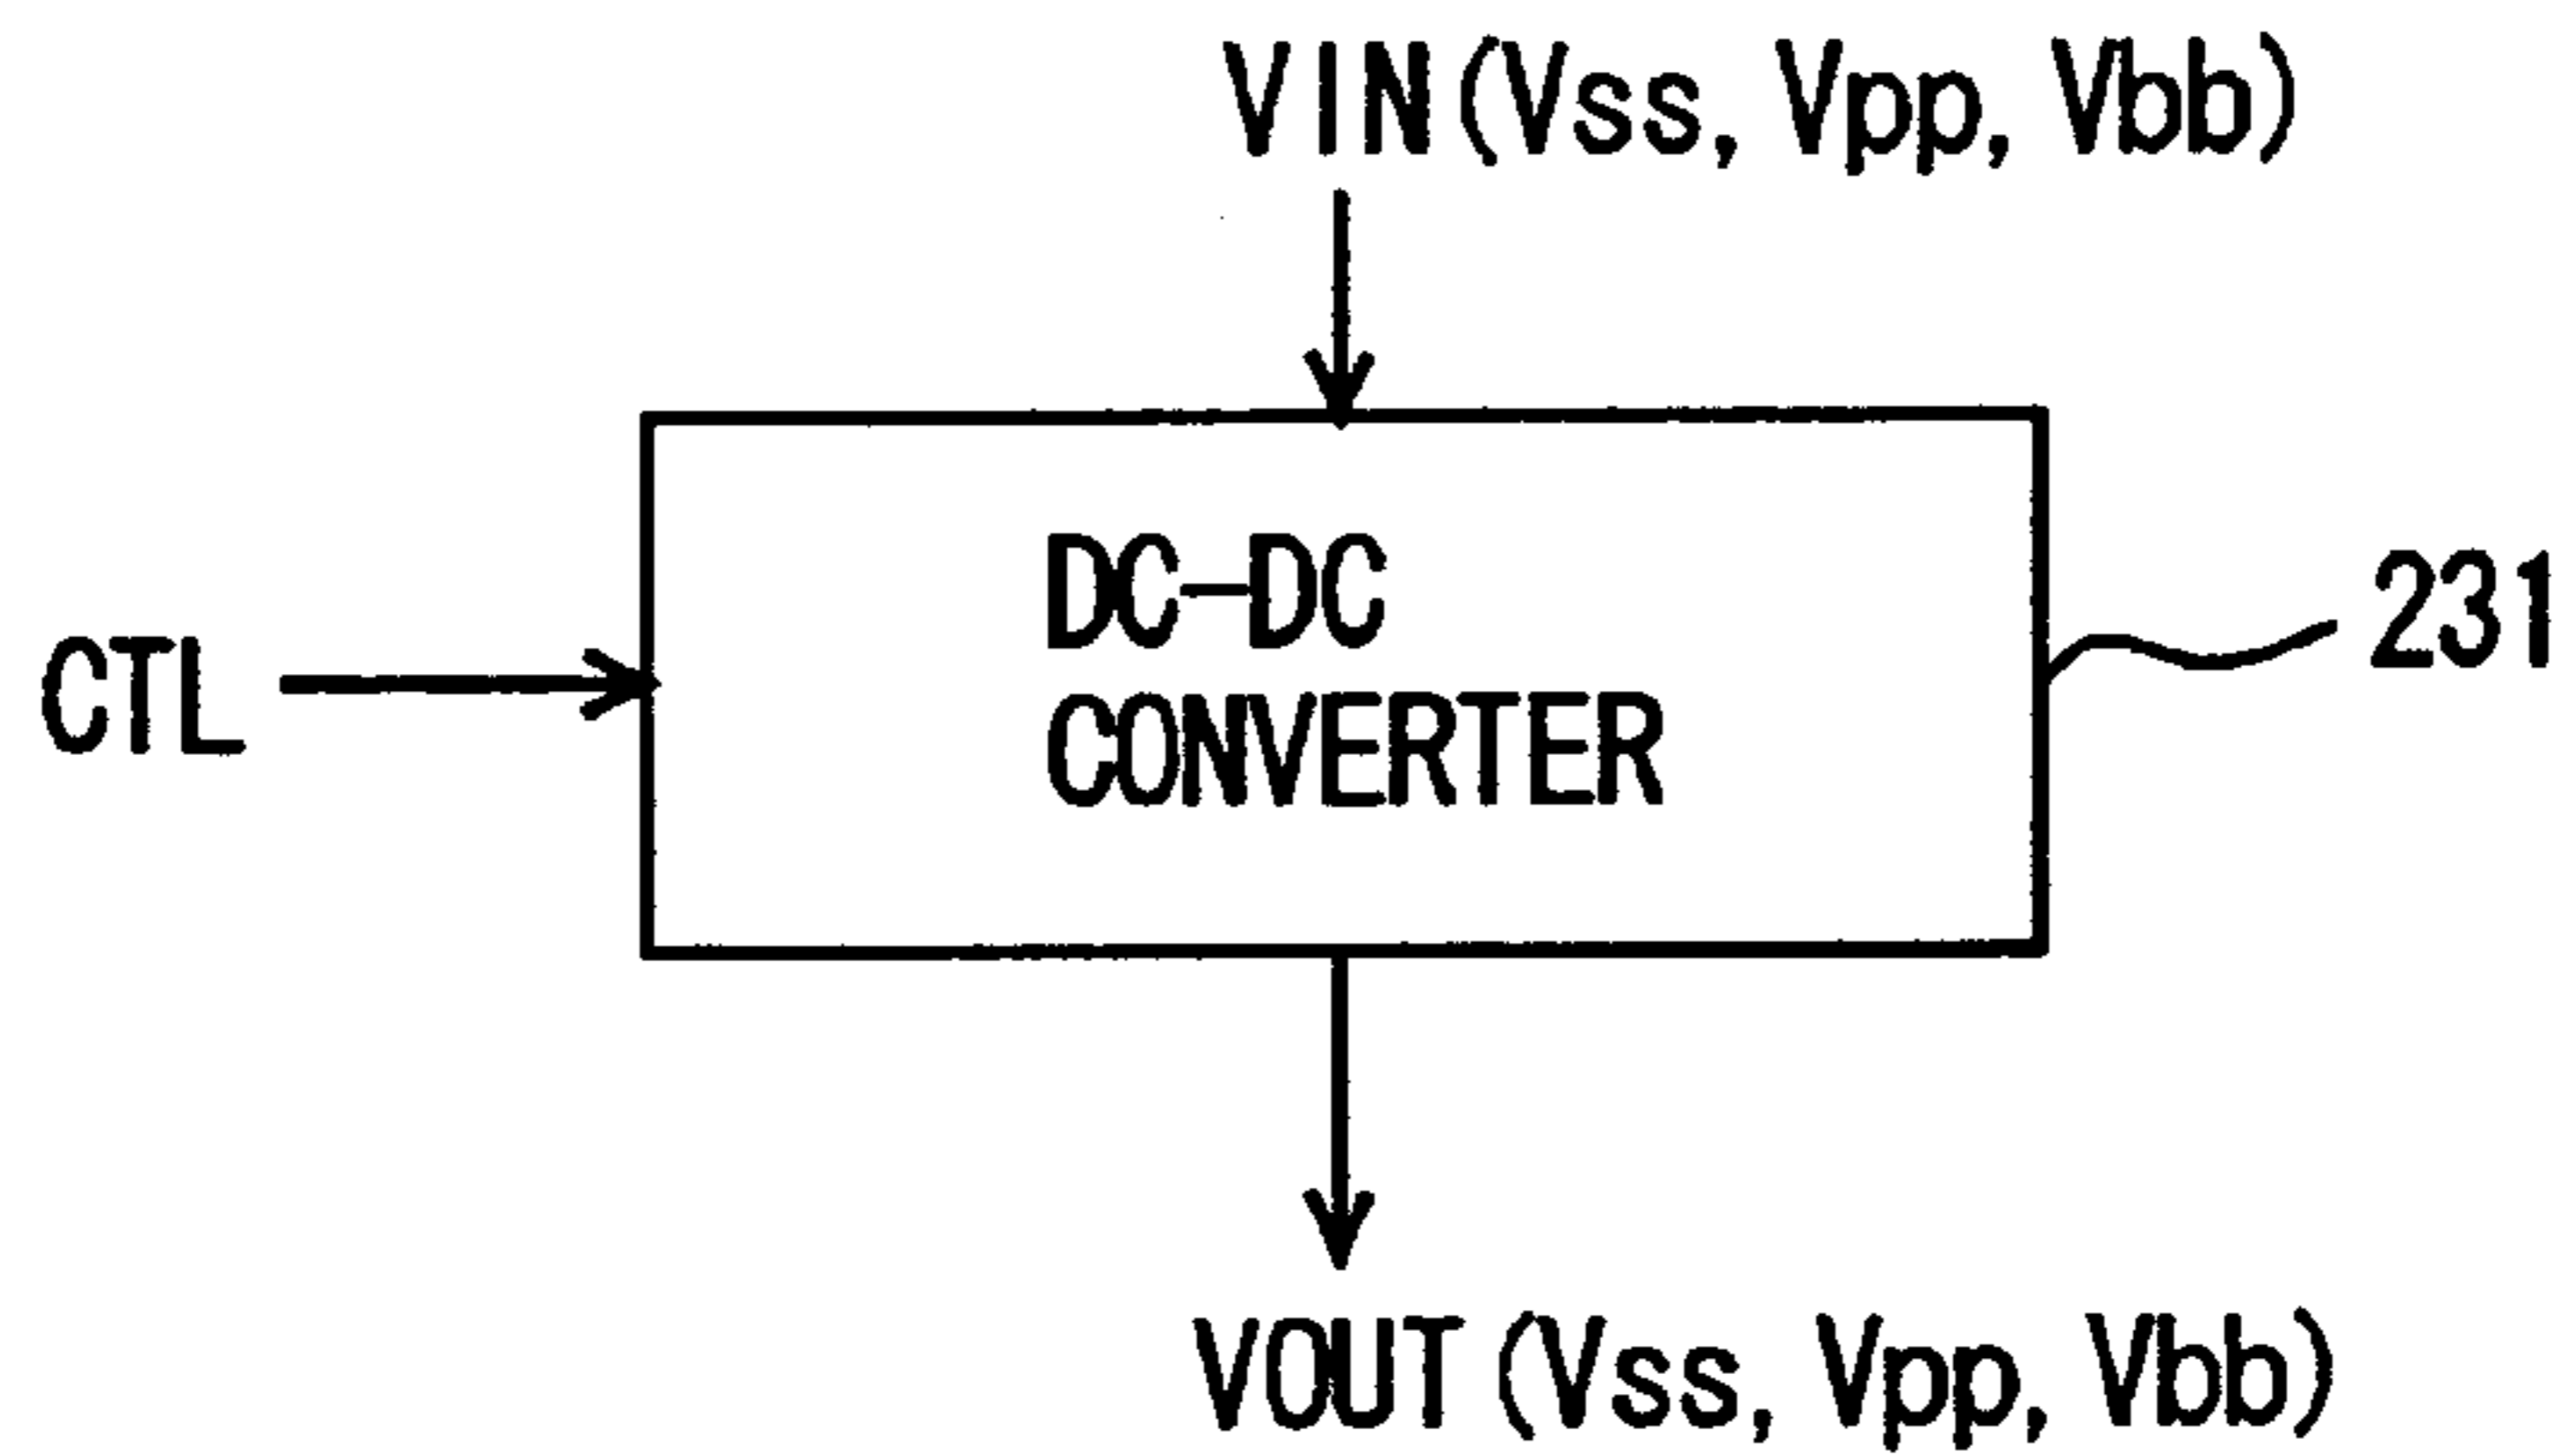 VIN(Vss, Vpp, Vbb)
DC-DC
CONVERTER
231
CTL
VOUT(Vss, Vpp, Vbb)